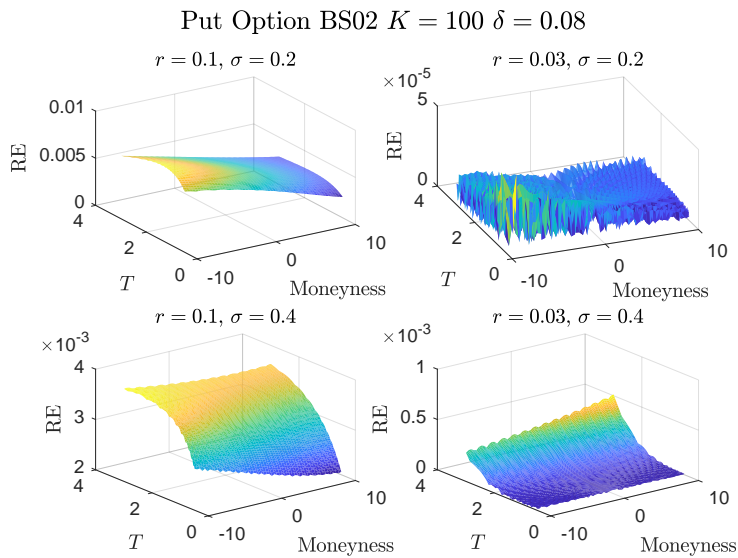 Put Option BS02 K = 100 δ = 0.08
r = 0.1, σ = 0.2
0.01
0.005
0
RE
4
2
0
T
-10
0
10
Moneyness
r = 0.03, σ = 0.2
×10⁻⁵
5
0
RE
4
2
0
T
-10
0
10
Moneyness
r = 0.1, σ = 0.4
×10⁻³
4
3
2
RE
4
2
0
T
-10
0
10
Moneyness
r = 0.03, σ = 0.4
×10⁻³
1
0.5
0
RE
4
2
0
T
-10
0
10
Moneyness